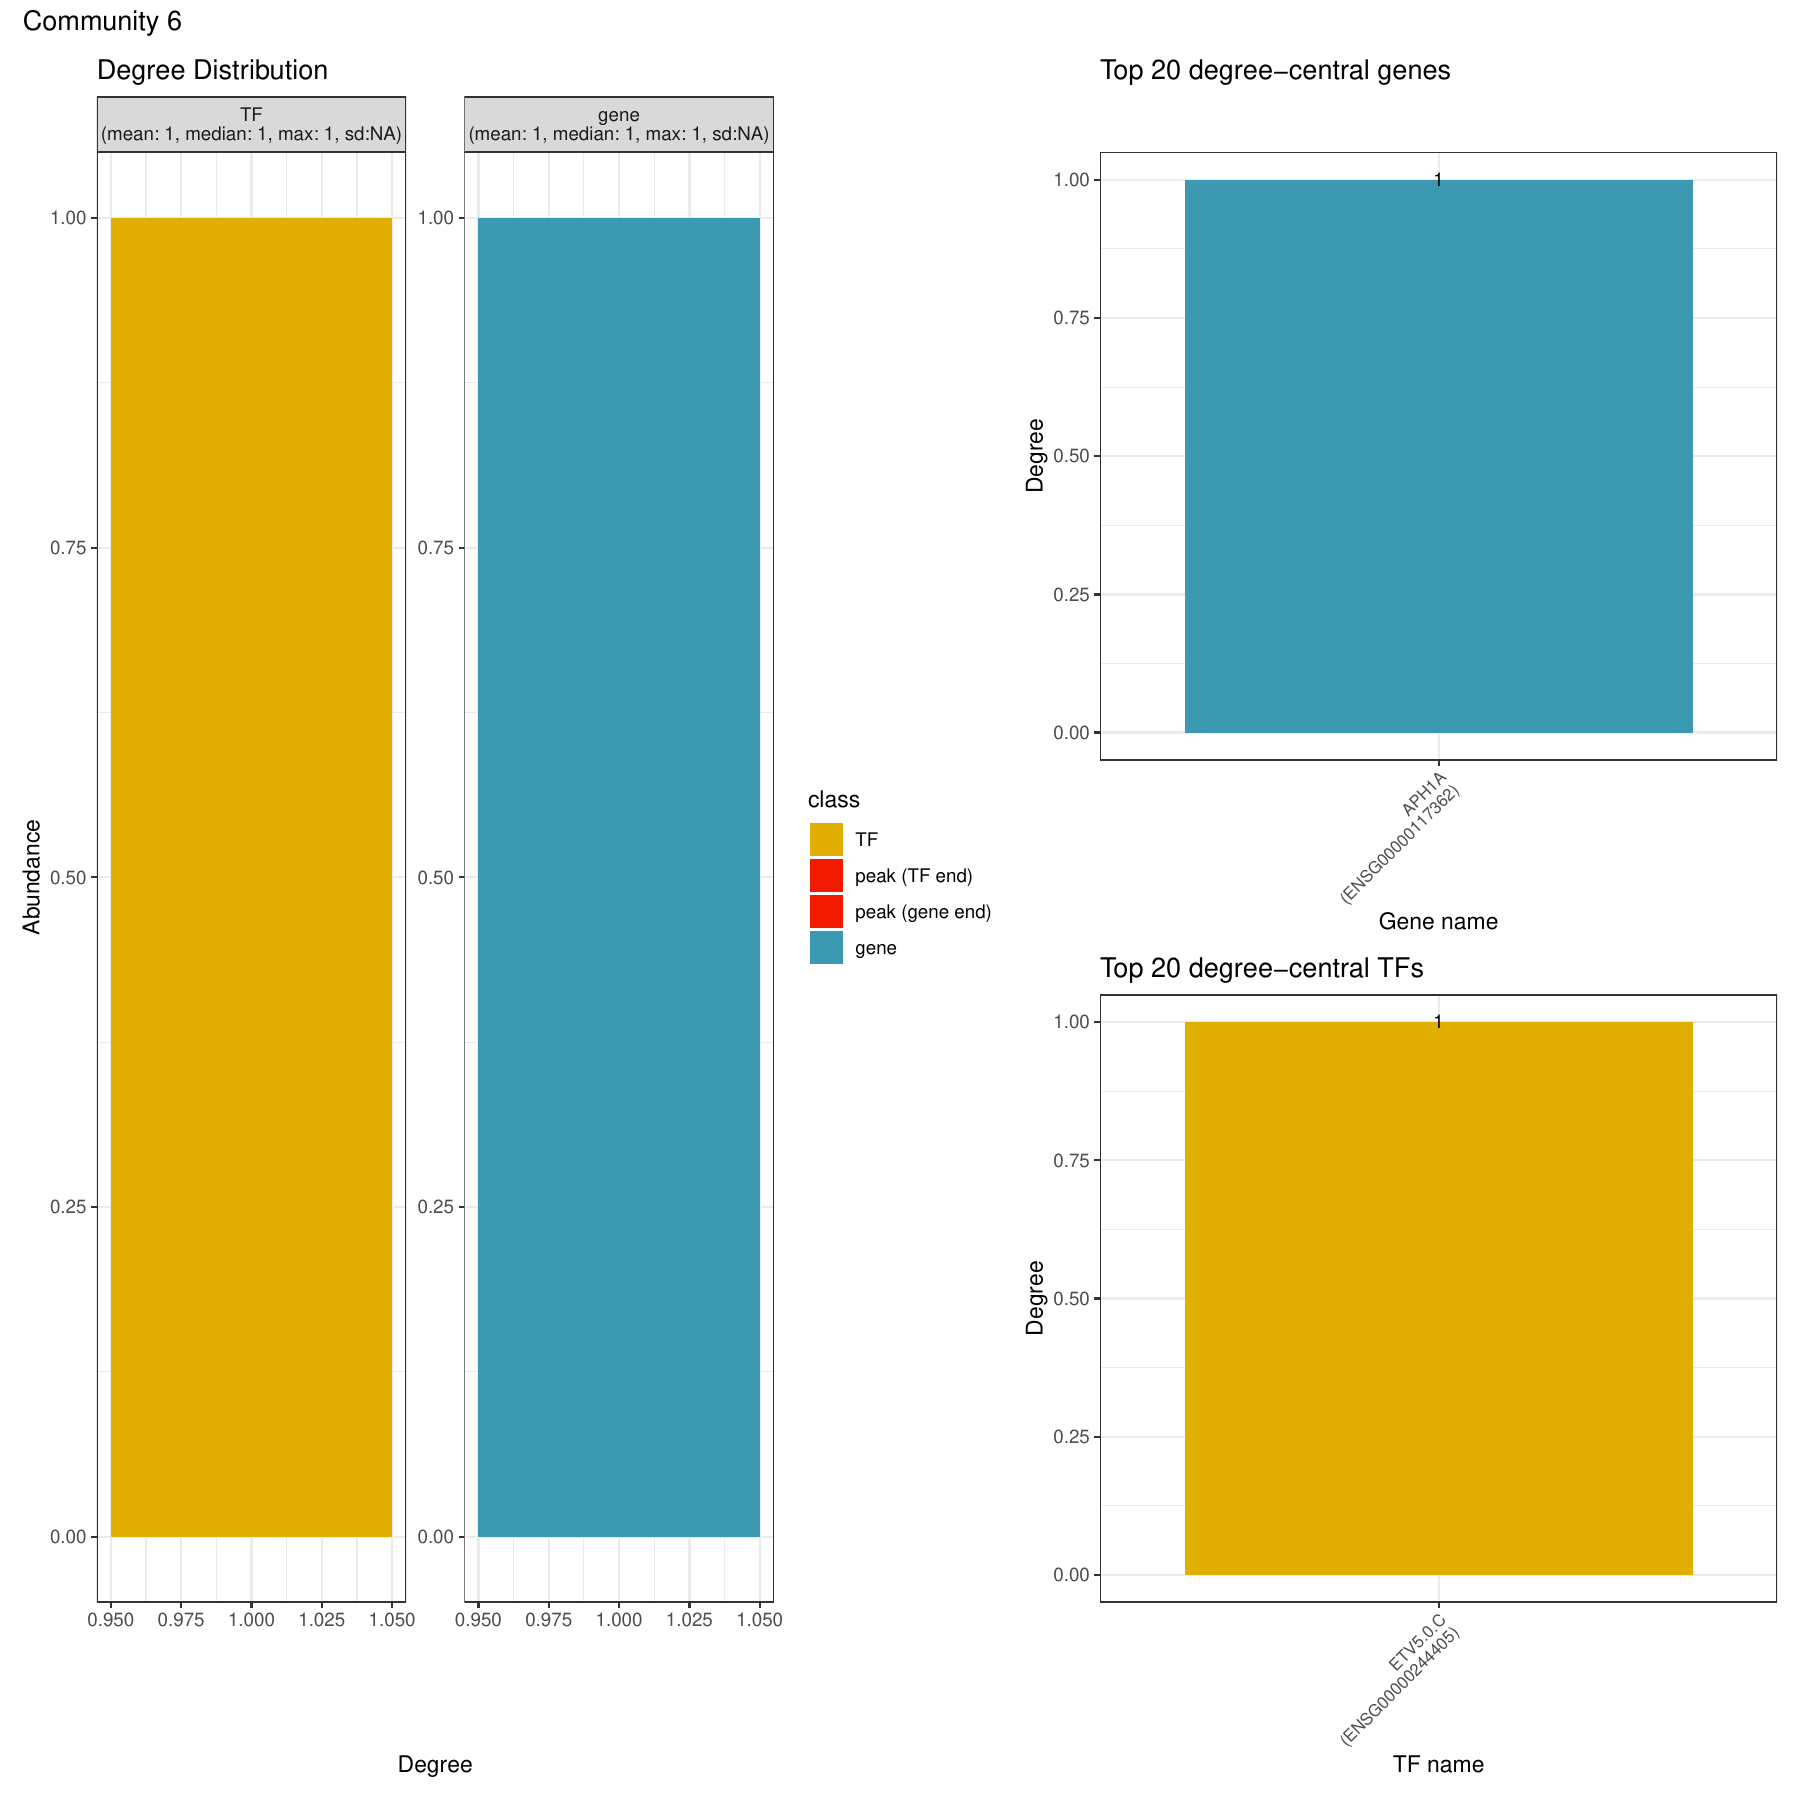 Community 6
Degree Distribution
TF
(mean: 1, median: 1, max: 1, sd:NA)
gene
(mean: 1, median: 1, max: 1, sd:NA)
Abundance
1.00
0.75
0.50
0.25
0.00
1.00
0.75
0.50
0.25
0.00
0.950 0.975 1.000 1.025 1.050
0.950 0.975 1.000 1.025 1.050
Degree
class
TF
peak (TF end)
peak (gene end)
gene
Top 20 degree−central genes
Degree
1.00
0.75
0.50
0.25
0.00
1
APH1A
(ENSG00000117362)
Gene name
Top 20 degree−central TFs
Degree
1.00
0.75
0.50
0.25
0.00
1
ETV5.0.C
(ENSG00000244405)
TF name